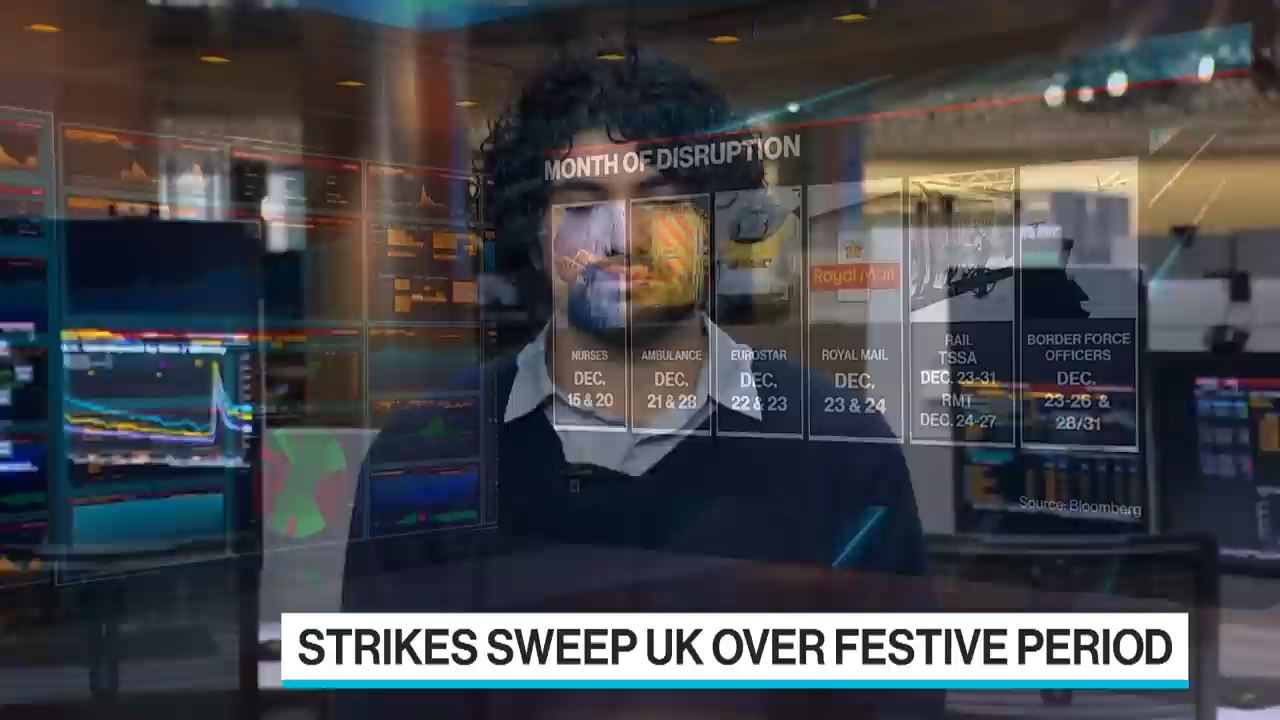 MONTH OF DISRUPTION
NURSES
DEC.
15 & 20
AMBULANCE
DEC.
21 & 28
EUROSTAR
DEC.
22 & 23
Royal Mail
ROYAL MAIL
DEC.
23 & 24
RAIL
TSSA
DEC. 23-31
RMT
DEC. 24-27
BORDER FORCE
OFFICERS
DEC.
23-26 &
28/31
Source: Bloomberg
STRIKES SWEEP UK OVER FESTIVE PERIOD